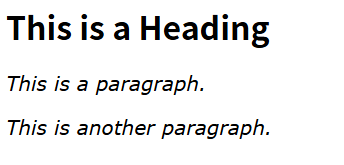 This is a Heading
This is a paragraph.
This is another paragraph.